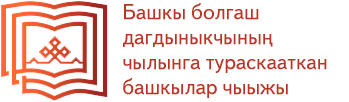 Башкы болгаш
дагдыныкчының
чылынга тураскааткан
башкылар чыыжы